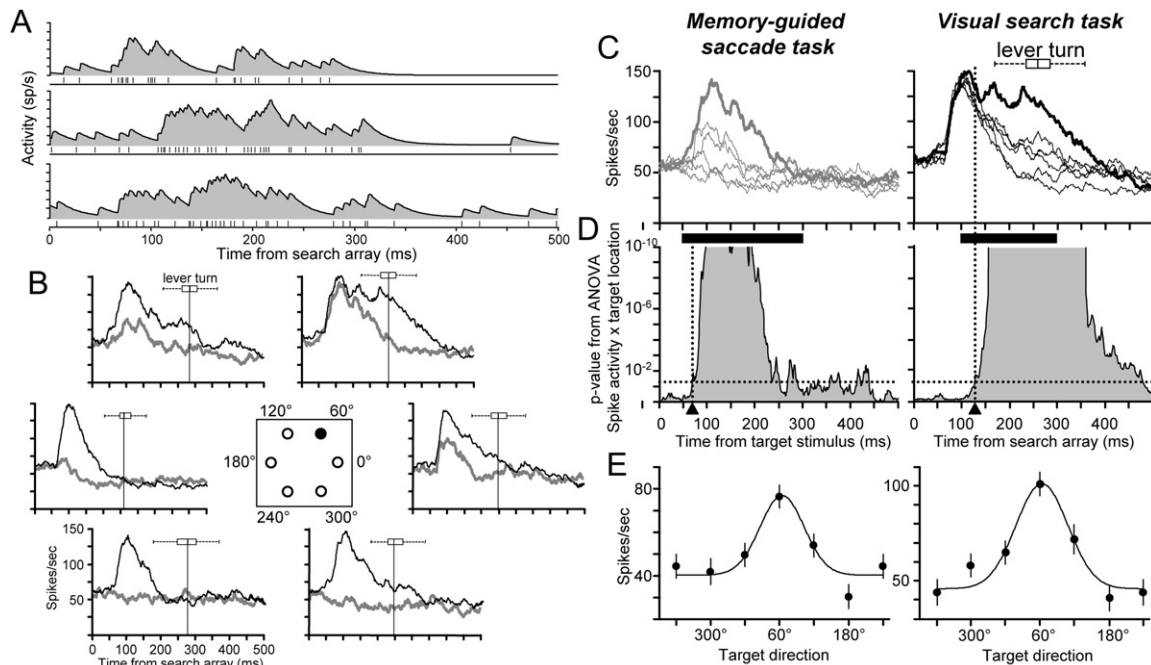 A
Activity (sp/s)
0 100 200 300 400 500
Time from search array (ms)
B
lever turn
120° 60°
180° 0°
240° 300°
Spikes/sec
150
100
50
0 100 200 300 400 500
Time from search array (ms)
Memory-guided
saccade task
Visual search task
C
lever turn
Spikes/sec
150
100
50
D
p-value from ANOVA
Spike activity x target location
10-10
10-6
10-2
0 100 200 300 400
Time from target stimulus (ms)
0 100 200 300 400
Time from search array (ms)
E
Spikes/sec
80
40
300° 60° 180°
Target direction
100
50
300° 60° 180°
Target direction